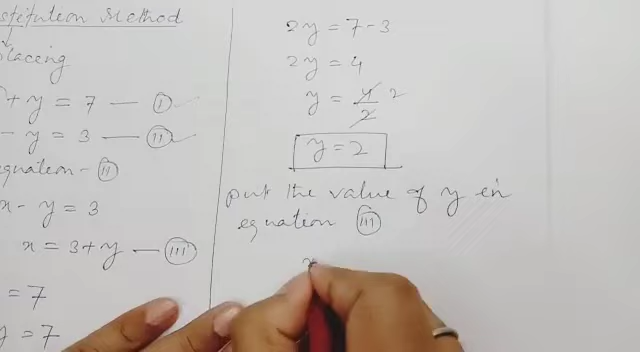 stitution Method
lacing
+ y = 7 — (I)
- y = 3 — (II)
equation - (II)
x - y = 3
x = 3 + y — (III)
= 7
y = 7
2y = 7 - 3
2y = 4
y = 4/2 2
y = 2
put the value of y in
equation (III)
x